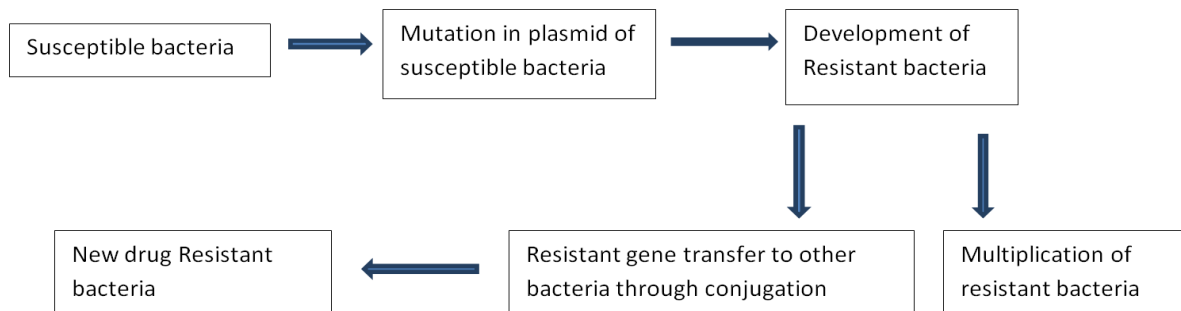 Susceptible bacteria
Mutation in plasmid of
susceptible bacteria
Development of
Resistant bacteria
New drug Resistant
bacteria
Resistant gene transfer to other
bacteria through conjugation
Multiplication of
resistant bacteria